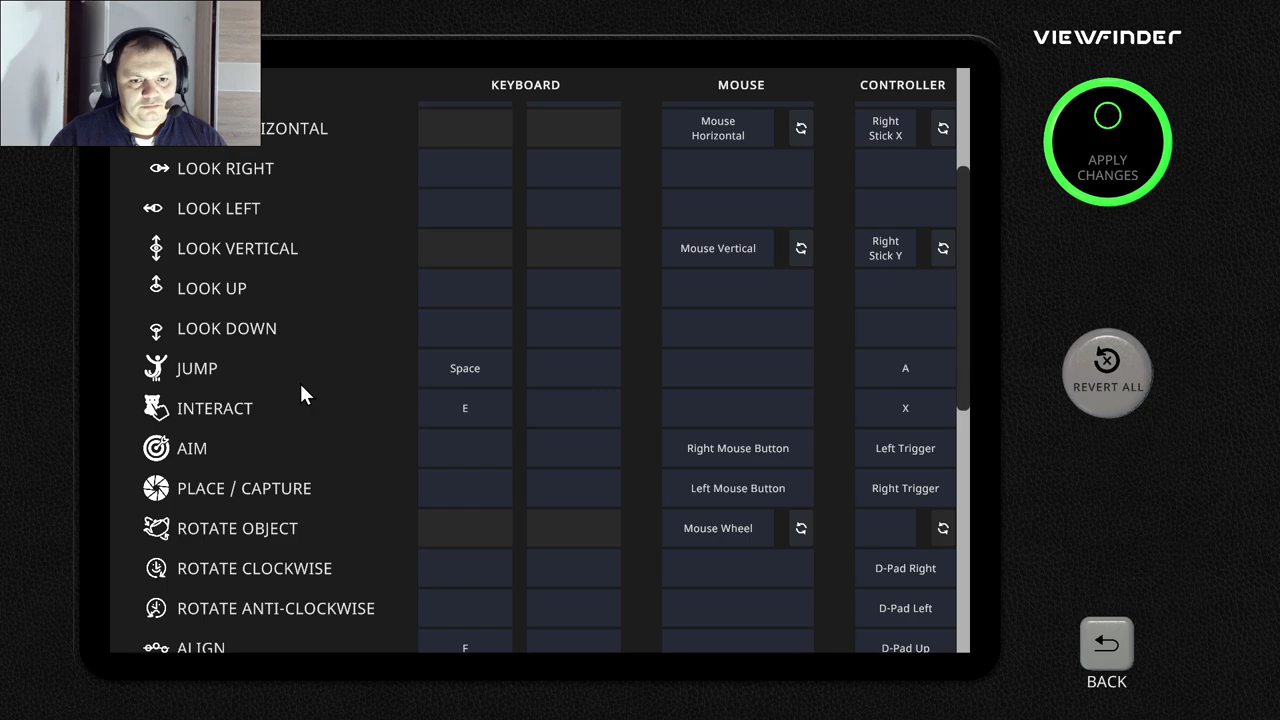 VIEWFINDER
KEYBOARD MOUSE CONTROLLER
IZONTAL Mouse Horizontal Right Stick X
LOOK RIGHT
LOOK LEFT
LOOK VERTICAL Mouse Vertical Right Stick Y
LOOK UP
LOOK DOWN
JUMP Space A
INTERACT E X
AIM Right Mouse Button Left Trigger
PLACE / CAPTURE Left Mouse Button Right Trigger
ROTATE OBJECT Mouse Wheel
ROTATE CLOCKWISE D-Pad Right
ROTATE ANTI-CLOCKWISE D-Pad Left
ALIGN D-Pad Up
APPLY
CHANGES
REVERT ALL
BACK